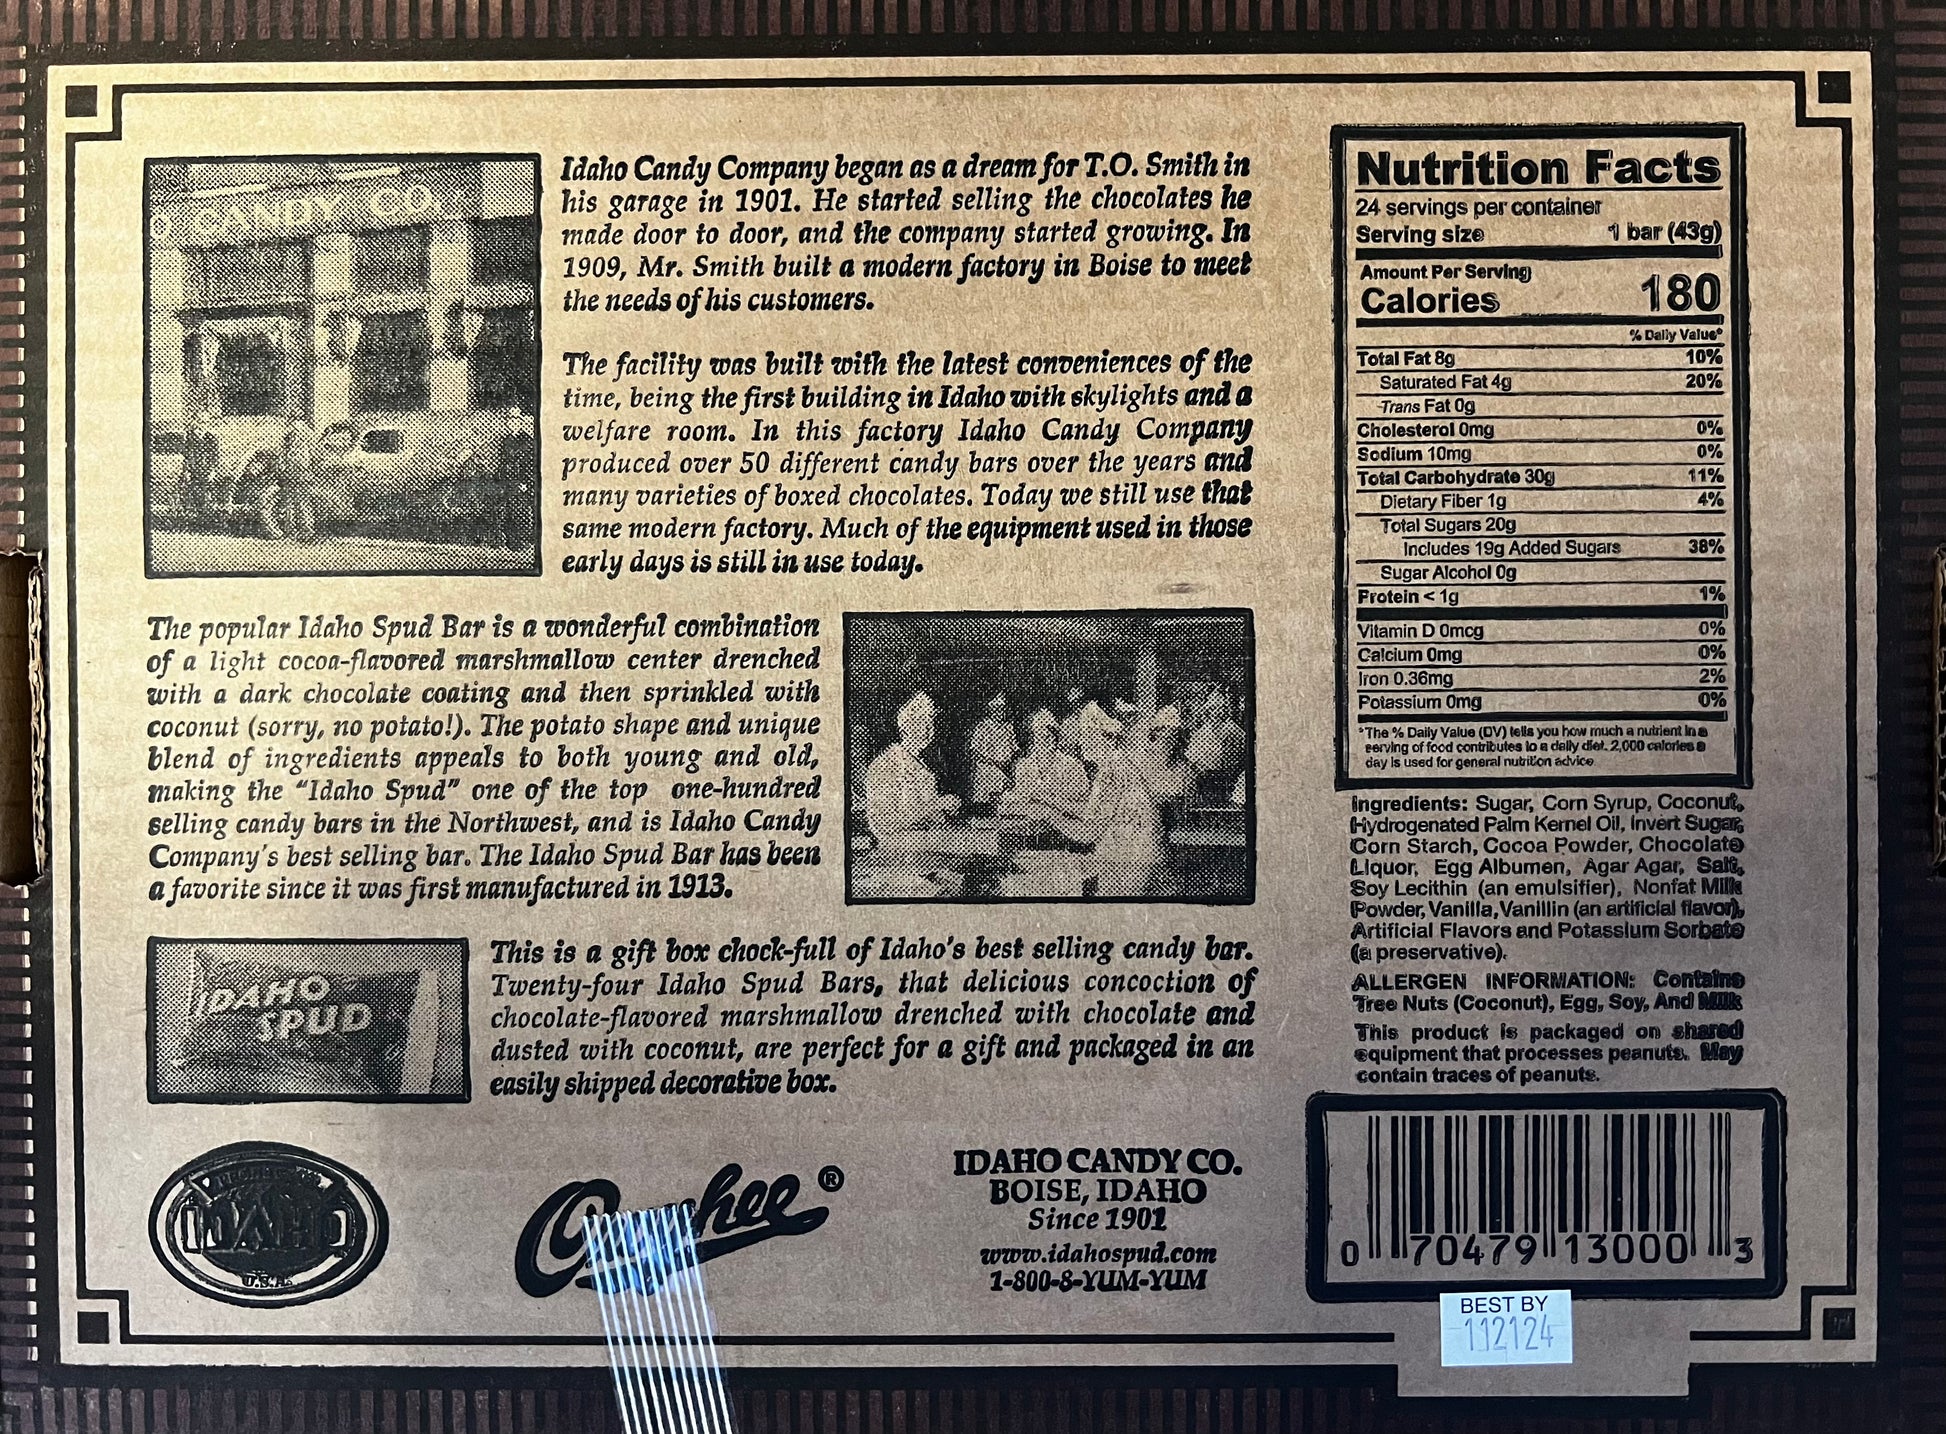 CANDY CO.
Idaho Candy Company began as a dream for T.O. Smith in
his garage in 1901. He started selling the chocolates he
made door to door, and the company started growing. In
1909, Mr. Smith built a modern factory in Boise to meet
the needs of his customers.
The facility was built with the latest conveniences of the
time, being the first building in Idaho with skylights and a
welfare room. In this factory Idaho Candy Company
produced over 50 different candy bars over the years and
many varieties of boxed chocolates. Today we still use that
same modern factory. Much of the equipment used in those
early days is still in use today.
The popular Idaho Spud Bar is a wonderful combination
of a light cocoa-flavored marshmallow center drenched
with a dark chocolate coating and then sprinkled with
coconut (sorry, no potato!). The potato shape and unique
blend of ingredients appeals to both young and old,
making the “Idaho Spud” one of the top one-hundred
selling candy bars in the Northwest, and is Idaho Candy
Company's best selling bar. The Idaho Spud Bar has been
a favorite since it was first manufactured in 1913.
IDAHO
SPUD
This is a gift box chock-full of Idaho's best selling candy bar.
Twenty-four Idaho Spud Bars, that delicious concoction of
chocolate-flavored marshmallow drenched with chocolate and
dusted with coconut, are perfect for a gift and packaged in an
easily shipped decorative box.
IDAHO
U.S.A.
Owyhee ®
IDAHO CANDY CO.
BOISE, IDAHO
Since 1901
www.idahospud.com
1-800-8-YUM-YUM
Nutrition Facts
24 servings per container
Serving size 1 bar (43g)
Amount Per Serving
Calories 180
% Daily Value*
Total Fat 8g 10%
Saturated Fat 4g 20%
Trans Fat 0g
Cholesterol 0mg 0%
Sodium 10mg 0%
Total Carbohydrate 30g 11%
Dietary Fiber 1g 4%
Total Sugars 20g
Includes 19g Added Sugars 38%
Sugar Alcohol 0g
Protein < 1g 1%
Vitamin D 0mcg 0%
Calcium 0mg 0%
Iron 0.36mg 2%
Potassium 0mg 0%
*The % Daily Value (DV) tells you how much a nutrient in a
serving of food contributes to a daily diet. 2,000 calories a
day is used for general nutrition advice
Ingredients: Sugar, Corn Syrup, Coconut,
Hydrogenated Palm Kernel Oil, Invert Sugar,
Corn Starch, Cocoa Powder, Chocolate
Liquor, Egg Albumen, Agar Agar, Salt,
Soy Lecithin (an emulsifier), Nonfat Milk
Powder, Vanilla, Vanillin (an artificial flavor),
Artificial Flavors and Potassium Sorbate
(a preservative).
ALLERGEN INFORMATION: Contains
Tree Nuts (Coconut), Egg, Soy, And Milk
This product is packaged on shared
equipment that processes peanuts. May
contain traces of peanuts.
0 70479 13000 3
BEST BY
112124